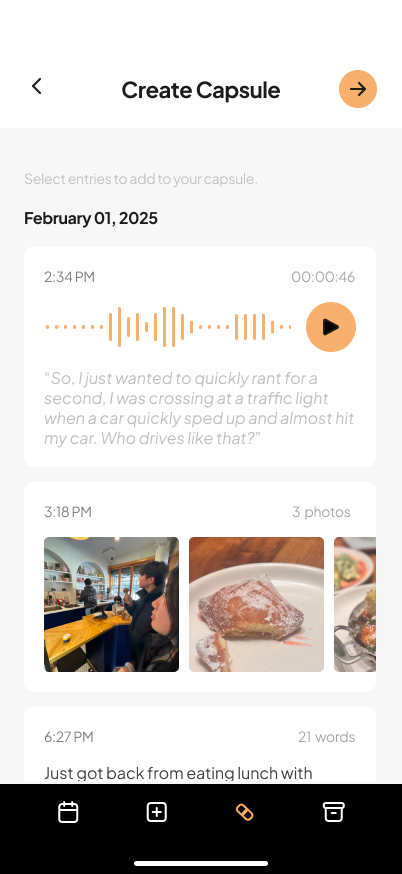 Create Capsule
Select entries to add to your capsule.
February 01, 2025
2:34 PM 00:00:46
“So, I just wanted to quickly rant for a
second, I was crossing at a traffic light
when a car quickly sped up and almost hit
my car. Who drives like that?”
3:18 PM 3 photos
6:27 PM 21 words
Just got back from eating lunch with